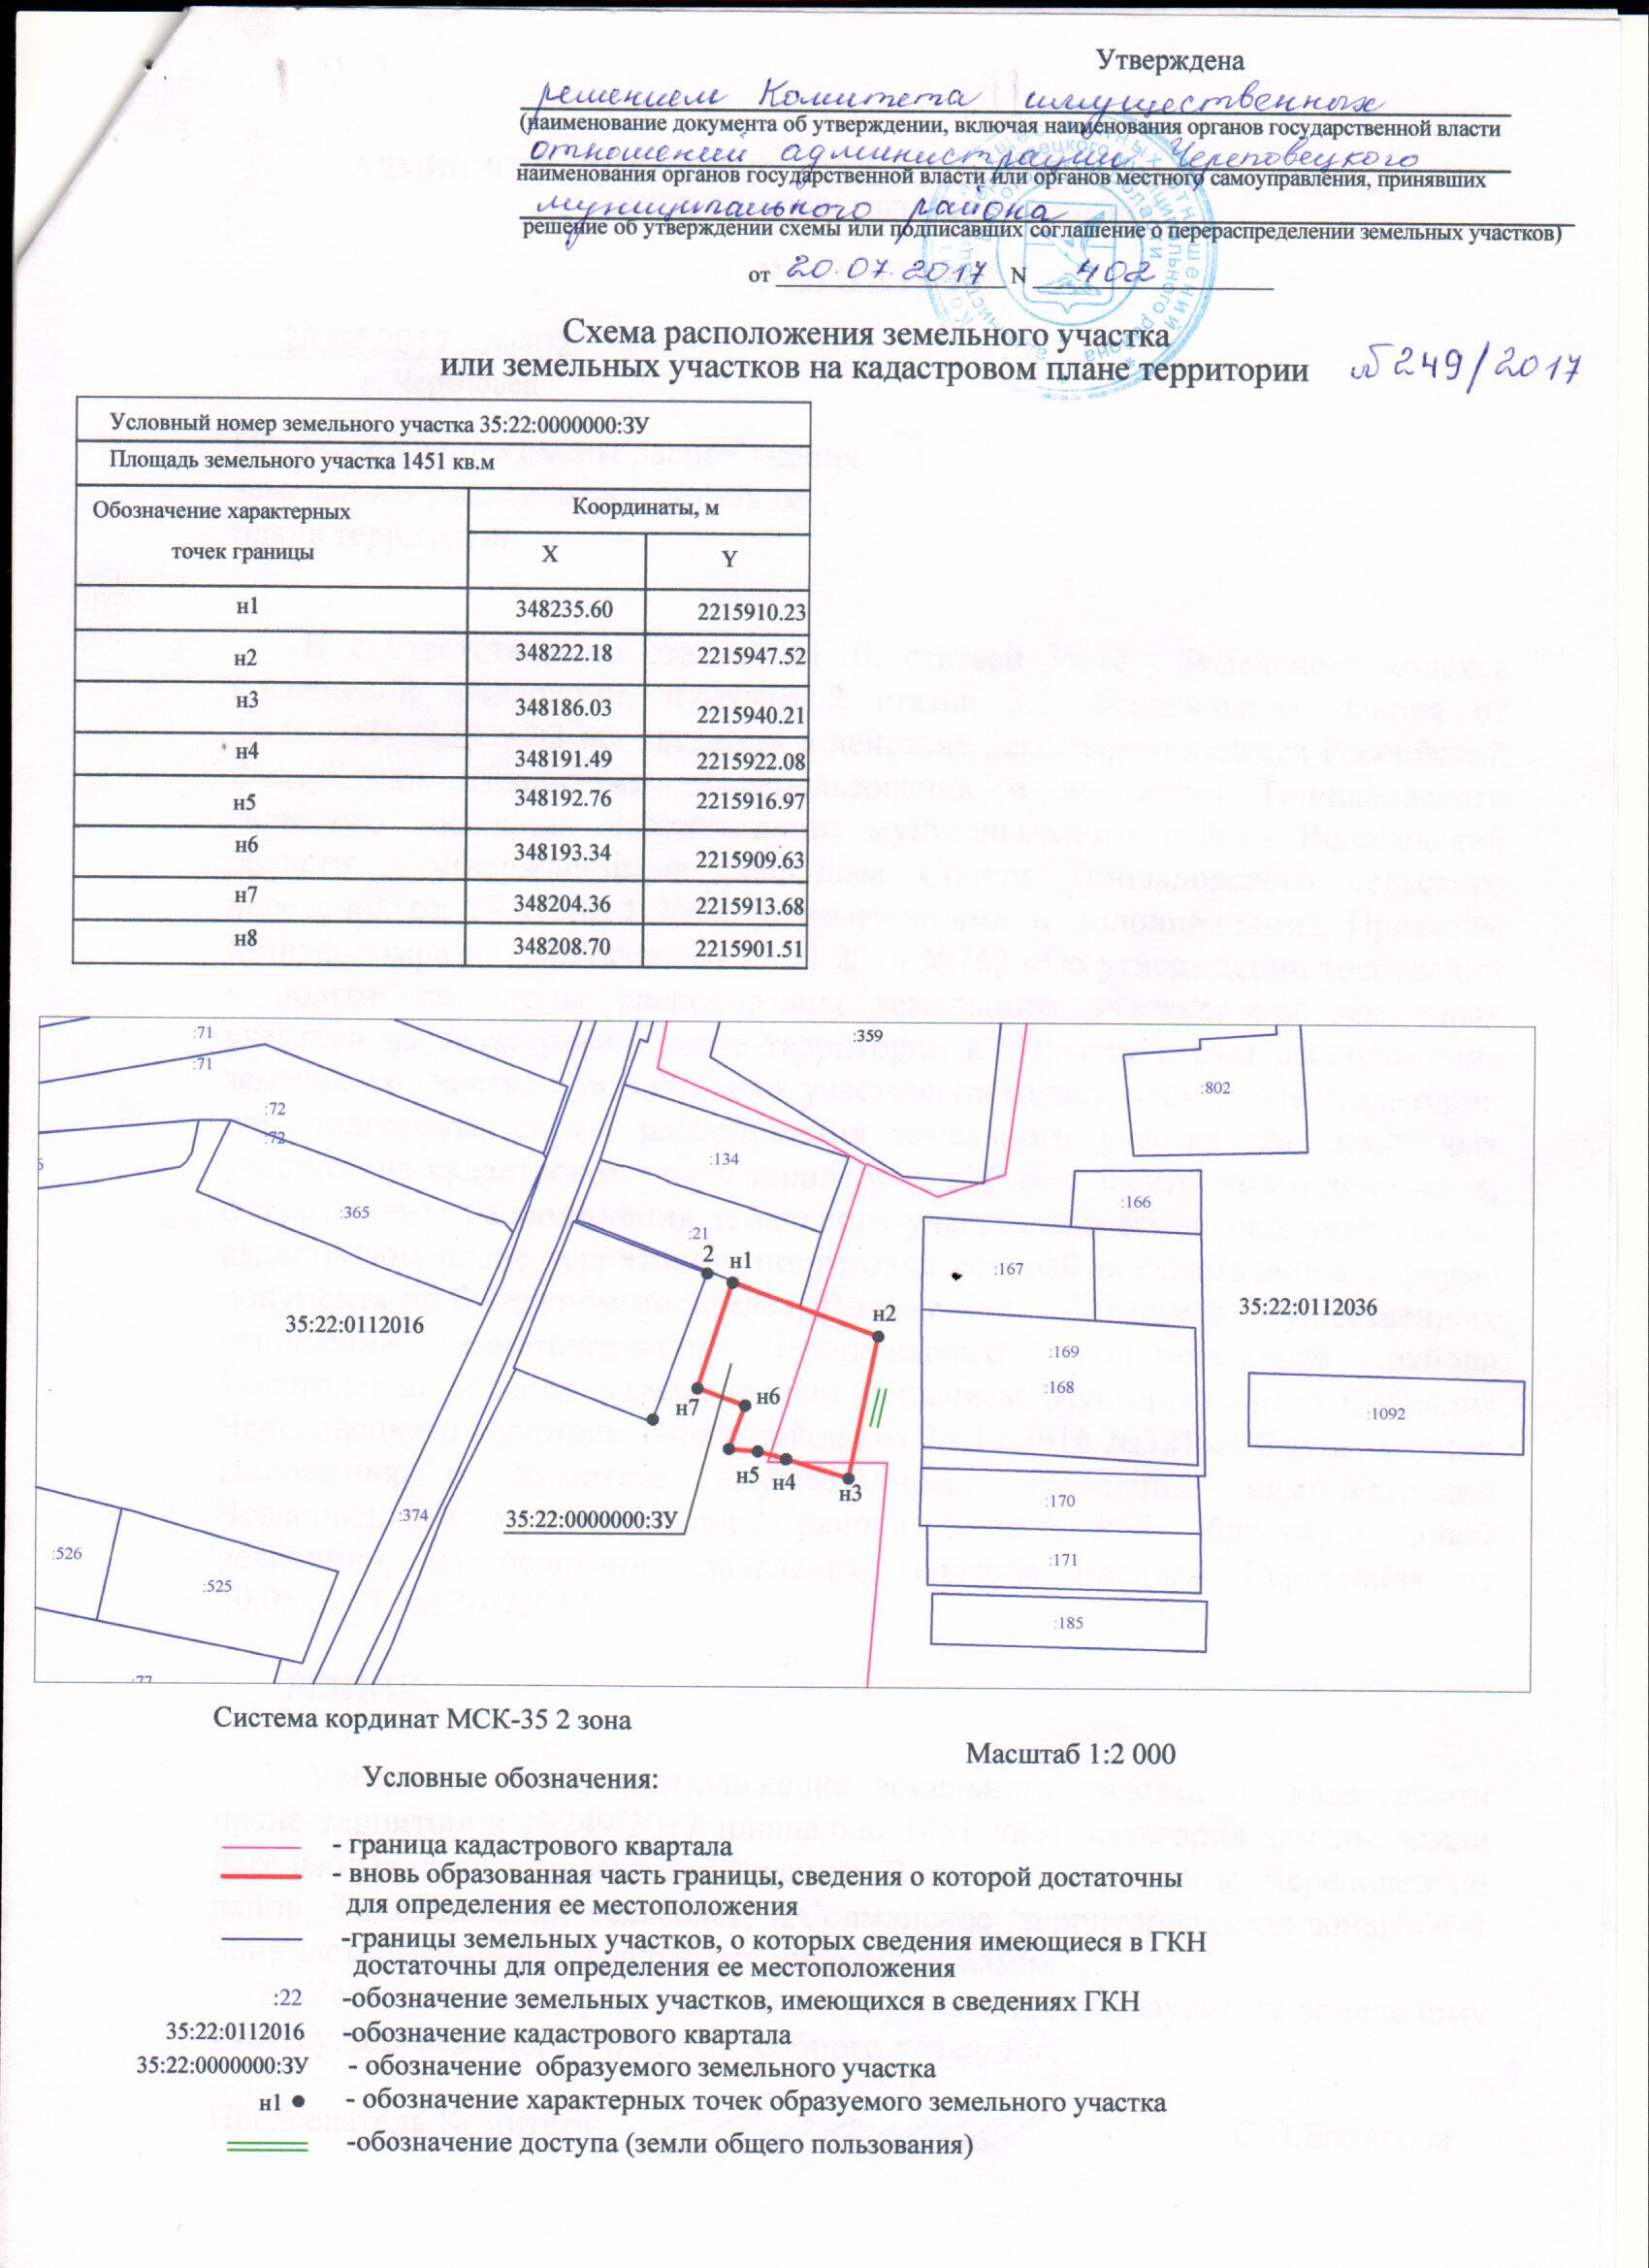 Утверждена
решением Комитета имущественных
(наименование документа об утверждении, включая наименования органов государственной власти
отношений администрации Череповецкого
наименования органов государственной власти или органов местного самоуправления, принявших
муниципального района
решение об утверждении схемы или подписавших соглашение о перераспределении земельных участков)
от 20.07.2017 N 402
Схема расположения земельного участка
или земельных участков на кадастровом плане территории №249/2017
Условный номер земельного участка 35:22:0000000:ЗУ
Площадь земельного участка 1451 кв.м
Обозначение характерных точек границы
Координаты, м
X Y
н1 348235.60 2215910.23
н2 348222.18 2215947.52
н3 348186.03 2215940.21
н4 348191.49 2215922.08
н5 348192.76 2215916.97
н6 348193.34 2215909.63
н7 348204.36 2215913.68
н8 348208.70 2215901.51
:71
:359
:71
:802
:72
:72
:134
:166
:365
:21
2 н1
:167
н2
35:22:0112016
35:22:0112036
:169
:168
н6
н7
:1092
н5 н4
н3
:170
:374
35:22:0000000:ЗУ
:526
:171
:525
:185
:77
Система кординат МСК-35 2 зона
Масштаб 1:2 000
Условные обозначения:
- граница кадастрового квартала
- вновь образованная часть границы, сведения о которой достаточны
для определения ее местоположения
-границы земельных участков, о которых сведения имеющиеся в ГКН
достаточны для определения ее местоположения
:22 -обозначение земельных участков, имеющихся в сведениях ГКН
35:22:0112016 -обозначение кадастрового квартала
35:22:0000000:ЗУ - обозначение образуемого земельного участка
н1 - обозначение характерных точек образуемого земельного участка
-обозначение доступа (земли общего пользования)